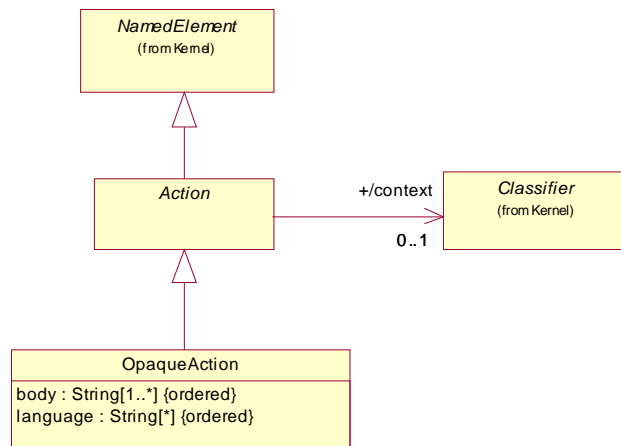 NamedElement
(from Kernel)
Action
+/context
0..1
Classifier
(from Kernel)
OpaqueAction
body : String[1..*] {ordered}
language : String[*] {ordered}